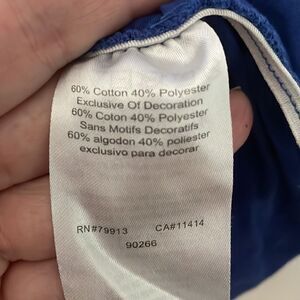 60% Cotton 40% Polyester
Exclusive Of Decoration
60% Coton 40% Polyester
Sans Motifs Decoratifs
60% algodon 40% poliester
exclusivo para decorar
RN#79913 CA#11414
90266